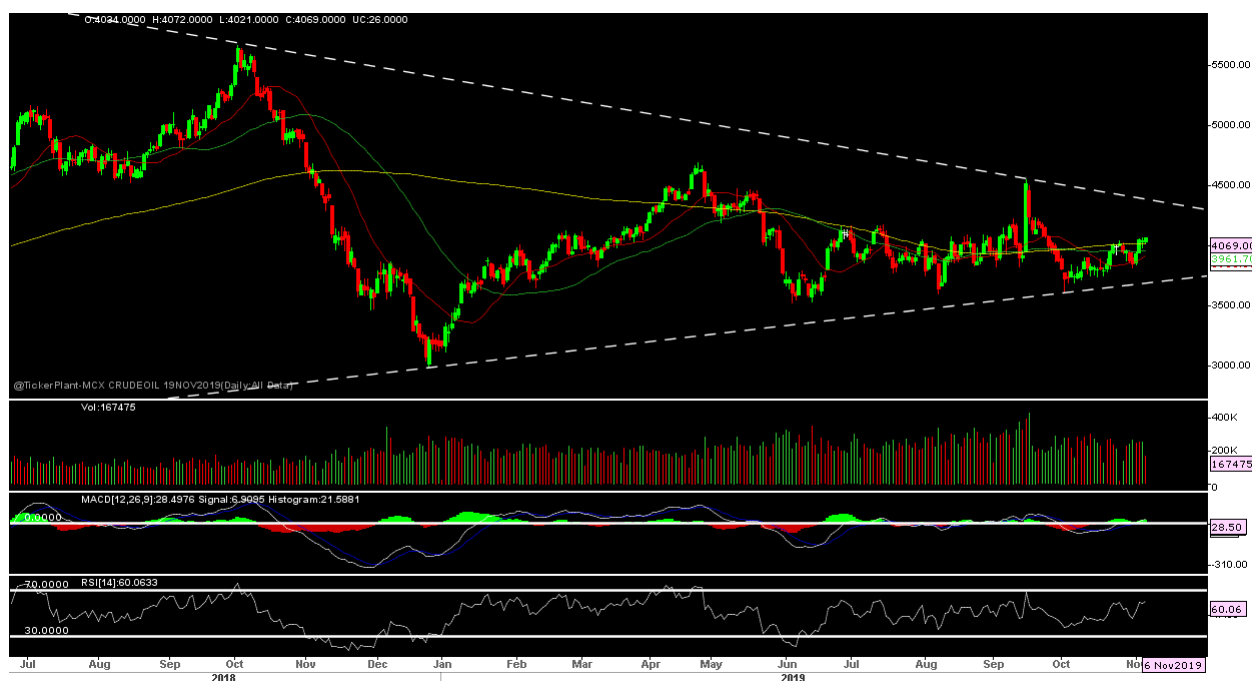 O:4034.0000 H:4072.0000 L:4021.0000 C:4069.0000 UC:26.0000
5500.00
5000.00
4500.00
4069.00
3961.70
3500.00
3000.00
@TickerPlant-MCX CRUDEOIL 19NOV2019(Daily:All Data)
Vol:167475
400K
200K
167475
0
MACD[12,26,9]:28.4976 Signal:6.9095 Histogram:21.5881
0.0000
28.50
-310.00
70.0000 RSI[14]:60.0633
60.06
30.0000
Jul Aug Sep Oct Nov Dec Jan Feb Mar Apr May Jun Jul Aug Sep Oct 6 Nov2019
2018 2019